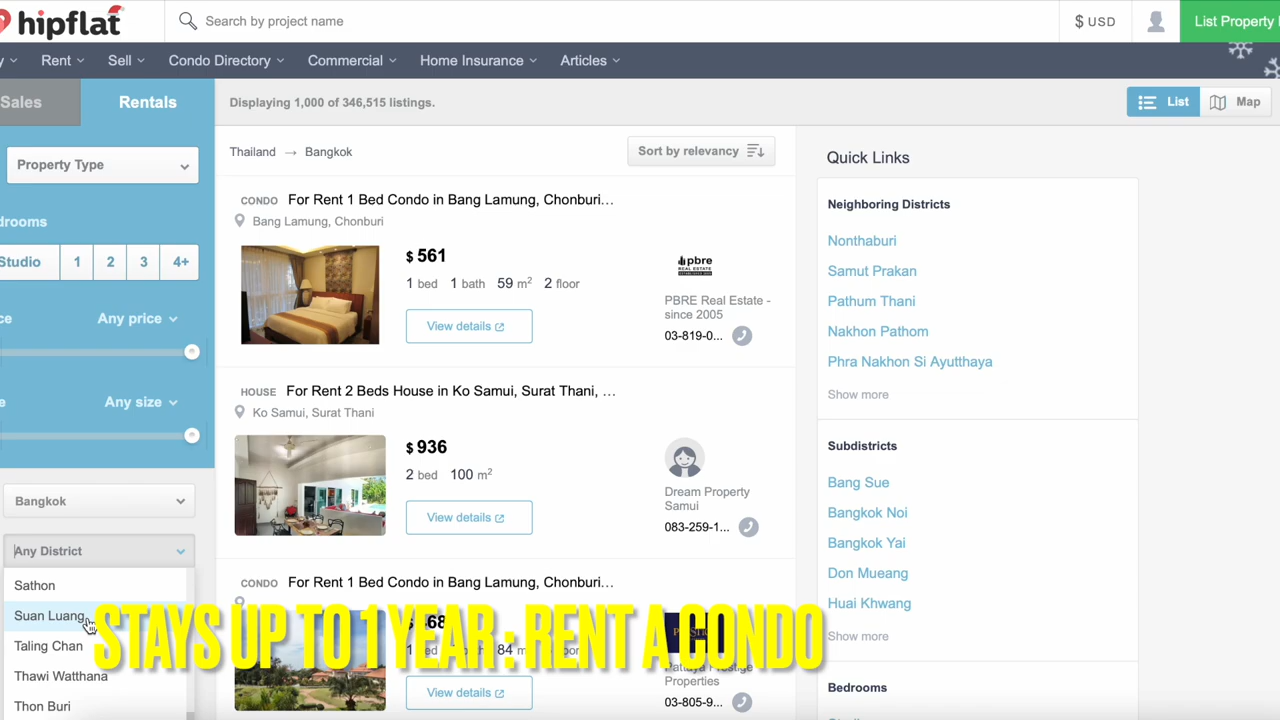 hipflat
Search by project name
$ USD
List Property
Rent
Sell
Condo Directory
Commercial
Home Insurance
Articles
Sales
Rentals
Displaying 1,000 of 346,515 listings.
List
Map
Property Type
Thailand → Bangkok
Sort by relevancy
Quick Links
drooms
Studio 1 2 3 4+
ce
Any price
e
Any size
Bangkok
Any District
Sathon
Suan Luang
Taling Chan
Thawi Watthana
Thon Buri
CONDO For Rent 1 Bed Condo in Bang Lamung, Chonburi…
Bang Lamung, Chonburi
$ 561
1 bed 1 bath 59 m² 2 floor
View details
pbre
REAL ESTATE
PBRE Real Estate -
since 2005
03-819-0...
HOUSE For Rent 2 Beds House in Ko Samui, Surat Thani, …
Ko Samui, Surat Thani
$ 936
2 bed 100 m²
View details
Dream Property
Samui
083-259-1...
CONDO For Rent 1 Bed Condo in Bang Lamung, Chonburi…
STAYS UP TO 1 YEAR : RENT A CONDO
84 m²
View details
Pattaya Prestige
Properties
03-805-9...
Neighboring Districts
Nonthaburi
Samut Prakan
Pathum Thani
Nakhon Pathom
Phra Nakhon Si Ayutthaya
Show more
Subdistricts
Bang Sue
Bangkok Noi
Bangkok Yai
Don Mueang
Huai Khwang
Show more
Bedrooms